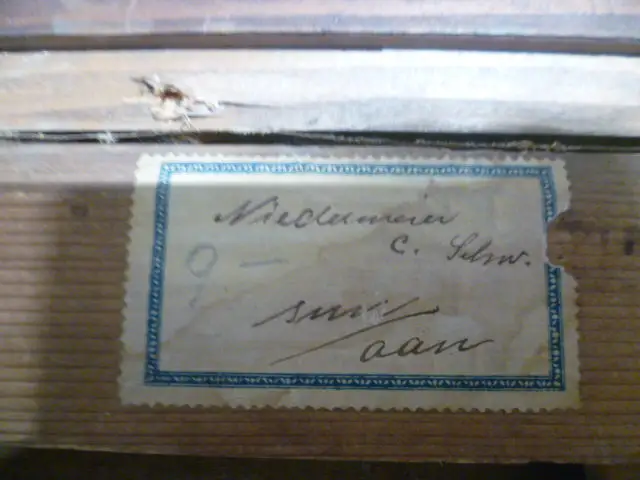 Niedermeier
C. Schw.
O —
aan